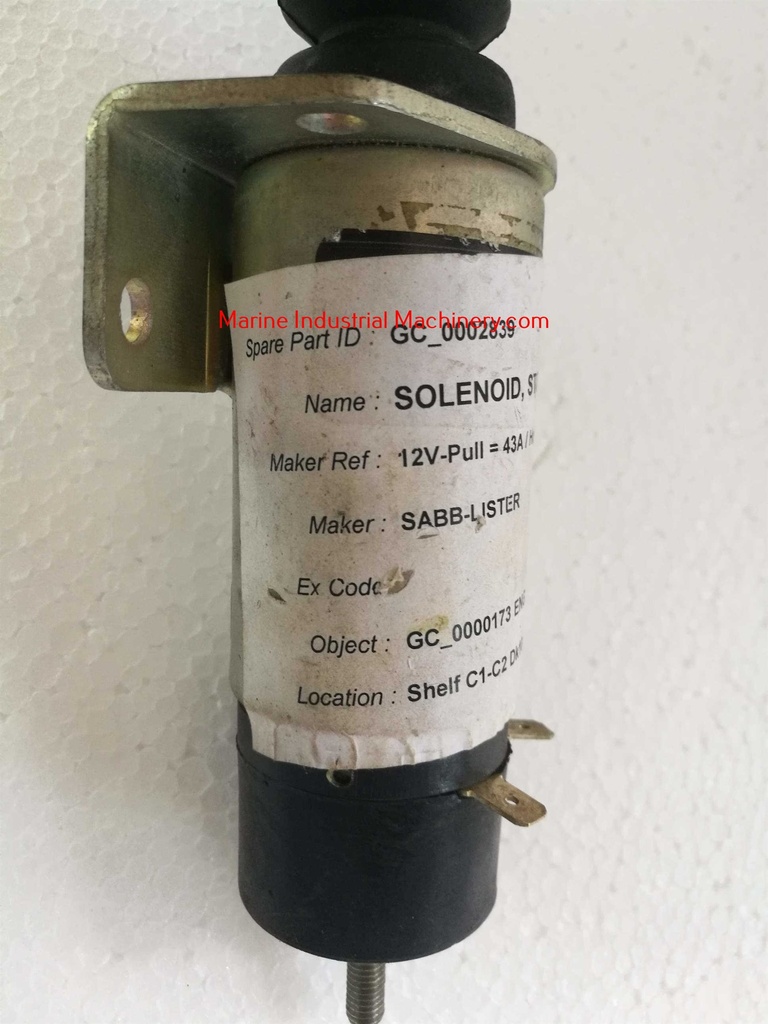 Marine Industrial Machinery.com
Spare Part ID : GC_0002839
Name : SOLENOID,
Maker Ref : 12V-Pull = 43A /
Maker : SABB-LISTER
Ex Code
Object : GC_0000173
Location : Shelf C1-C2